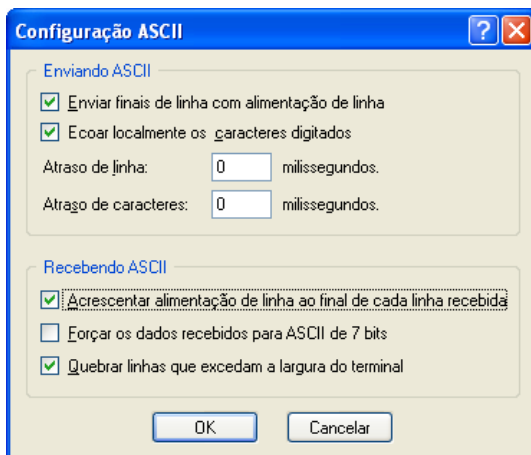 Configuração ASCII
Enviando ASCII
Enviar finais de linha com alimentação de linha
Ecoar localmente os caracteres digitados
Atraso de linha: 0 milissegundos.
Atraso de caracteres: 0 milissegundos.
Recebendo ASCII
Acrescentar alimentação de linha ao final de cada linha recebida
Forçar os dados recebidos para ASCII de 7 bits
Quebrar linhas que excedam a largura do terminal
OK Cancelar